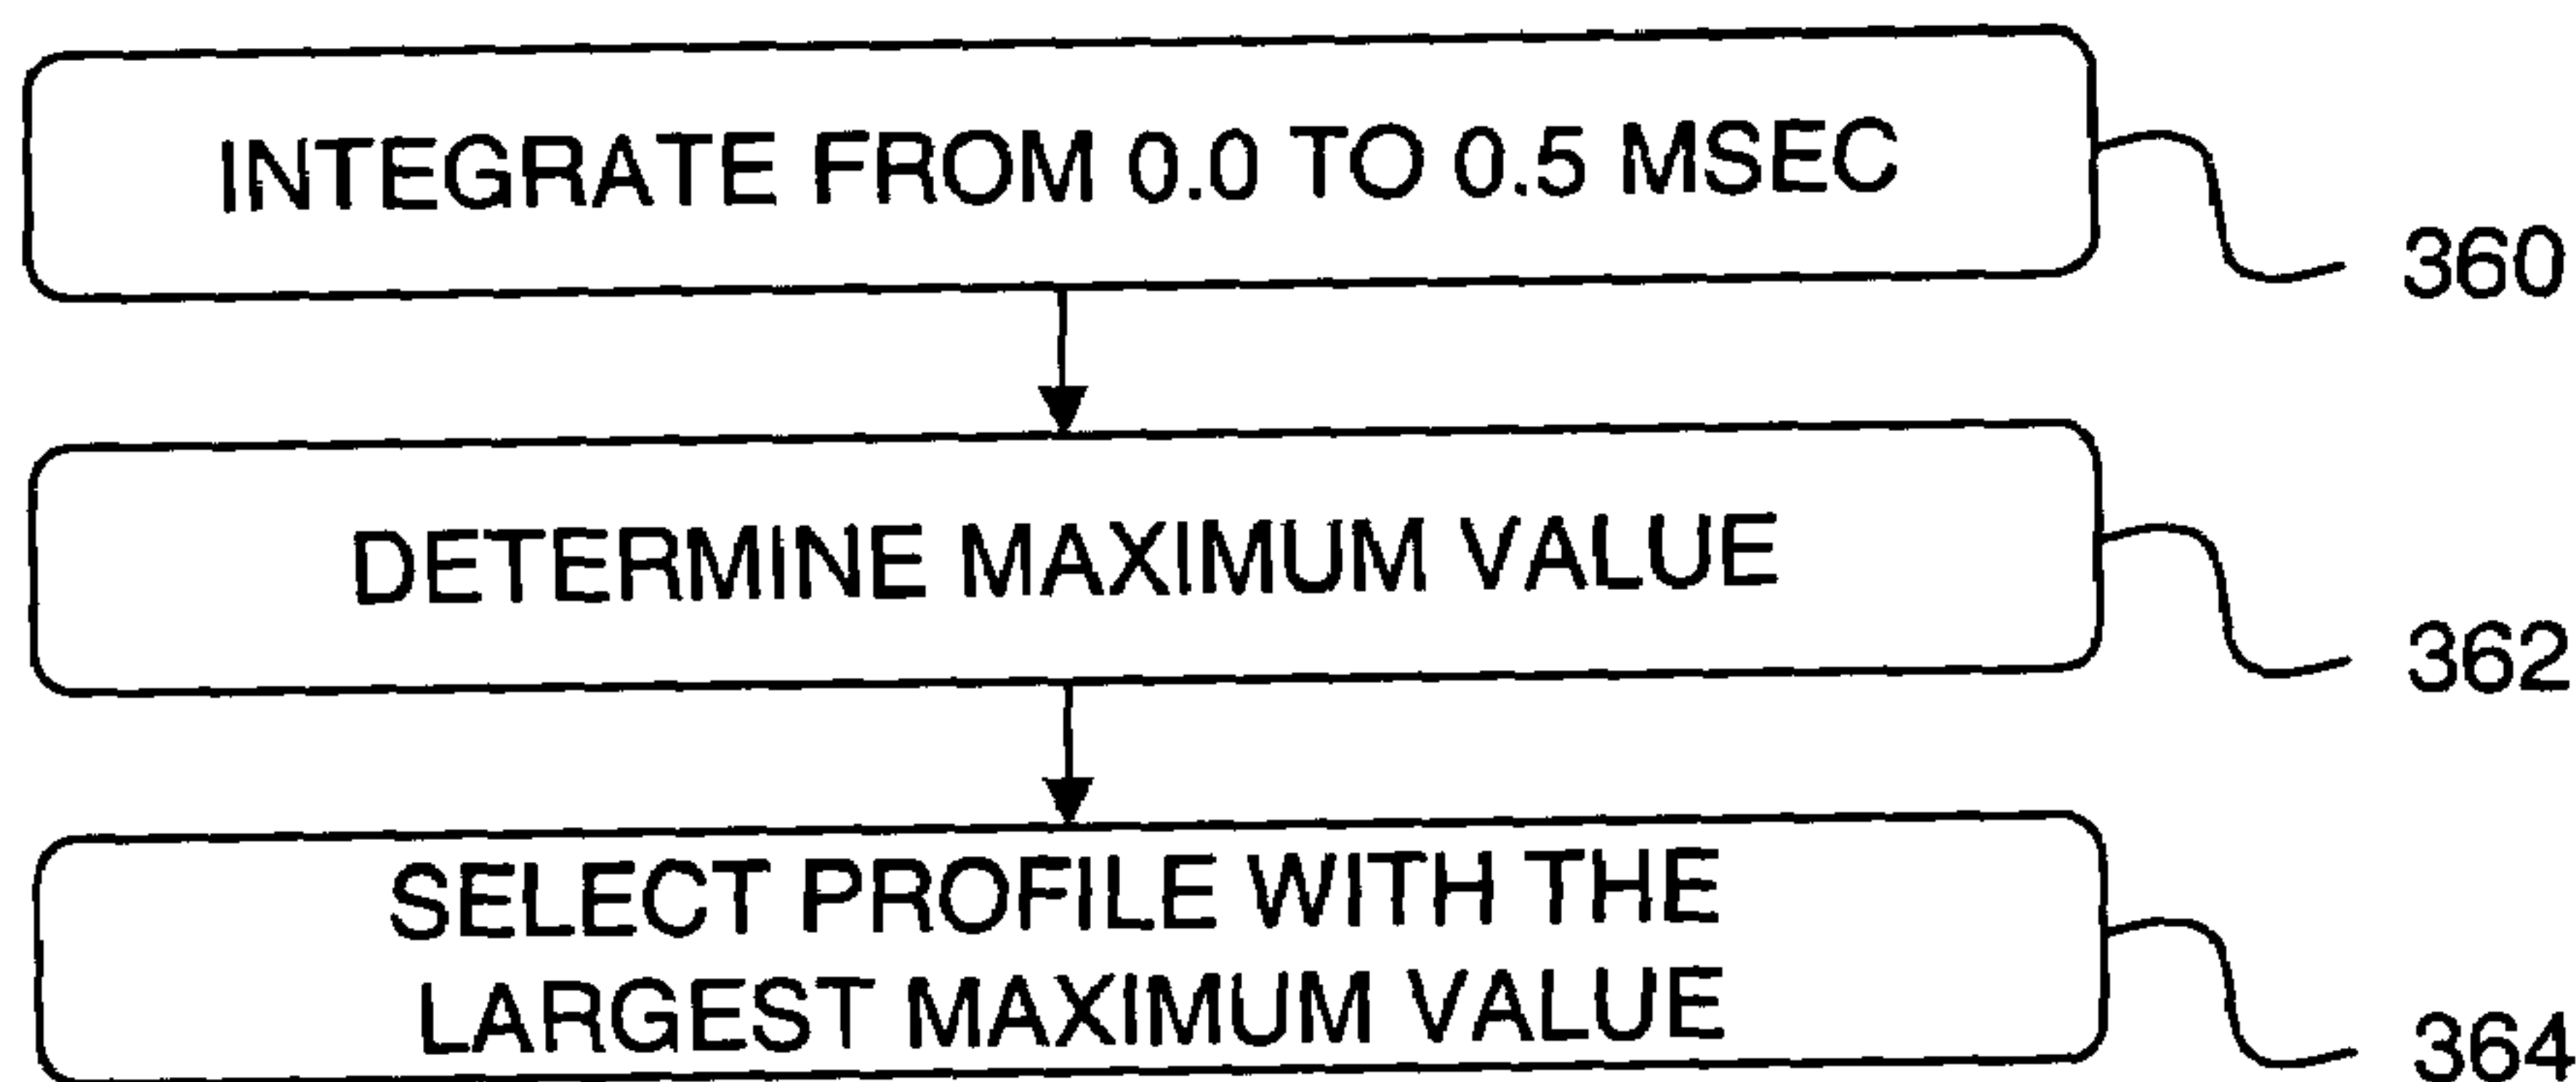 INTEGRATE FROM 0.0 TO 0.5 MSEC
360
DETERMINE MAXIMUM VALUE
362
SELECT PROFILE WITH THE
LARGEST MAXIMUM VALUE
364